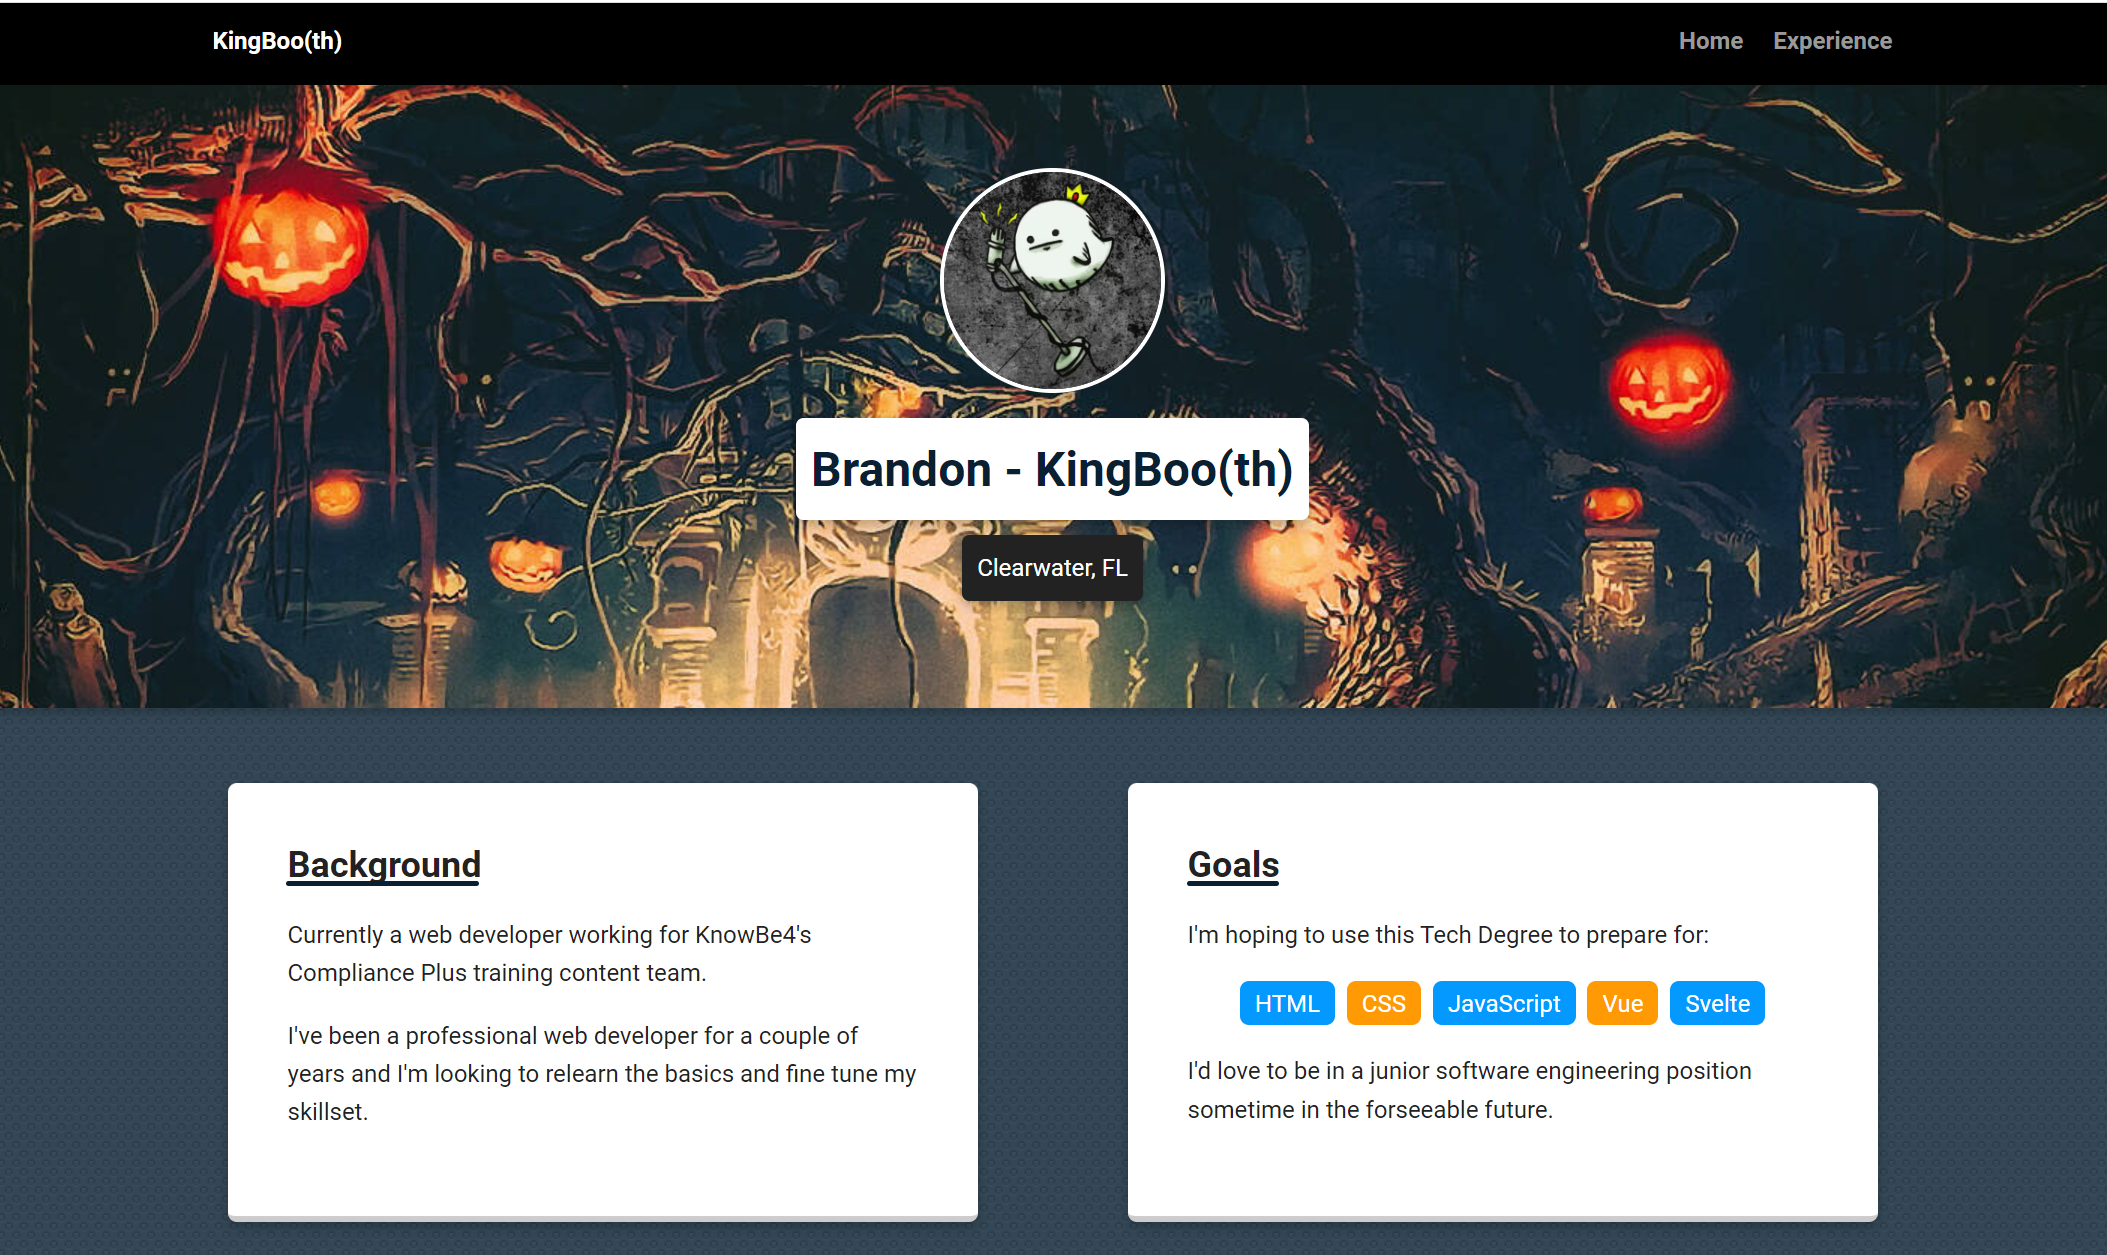 KingBoo(th)
Home Experience
Brandon - KingBoo(th)
Clearwater, FL
Background
Currently a web developer working for KnowBe4's
Compliance Plus training content team.
I've been a professional web developer for a couple of
years and I'm looking to relearn the basics and fine tune my
skillset.
Goals
I'm hoping to use this Tech Degree to prepare for:
HTML CSS JavaScript Vue Svelte
I'd love to be in a junior software engineering position
sometime in the forseeable future.